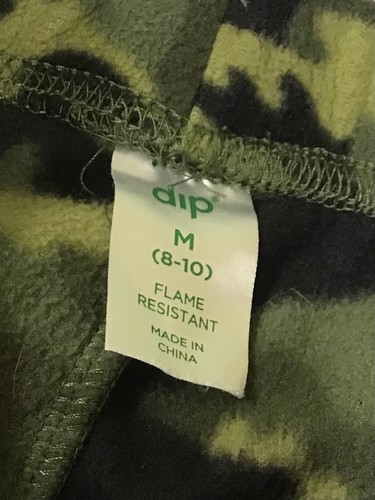 dip
M
(8-10)
FLAME
RESISTANT
MADE IN
CHINA